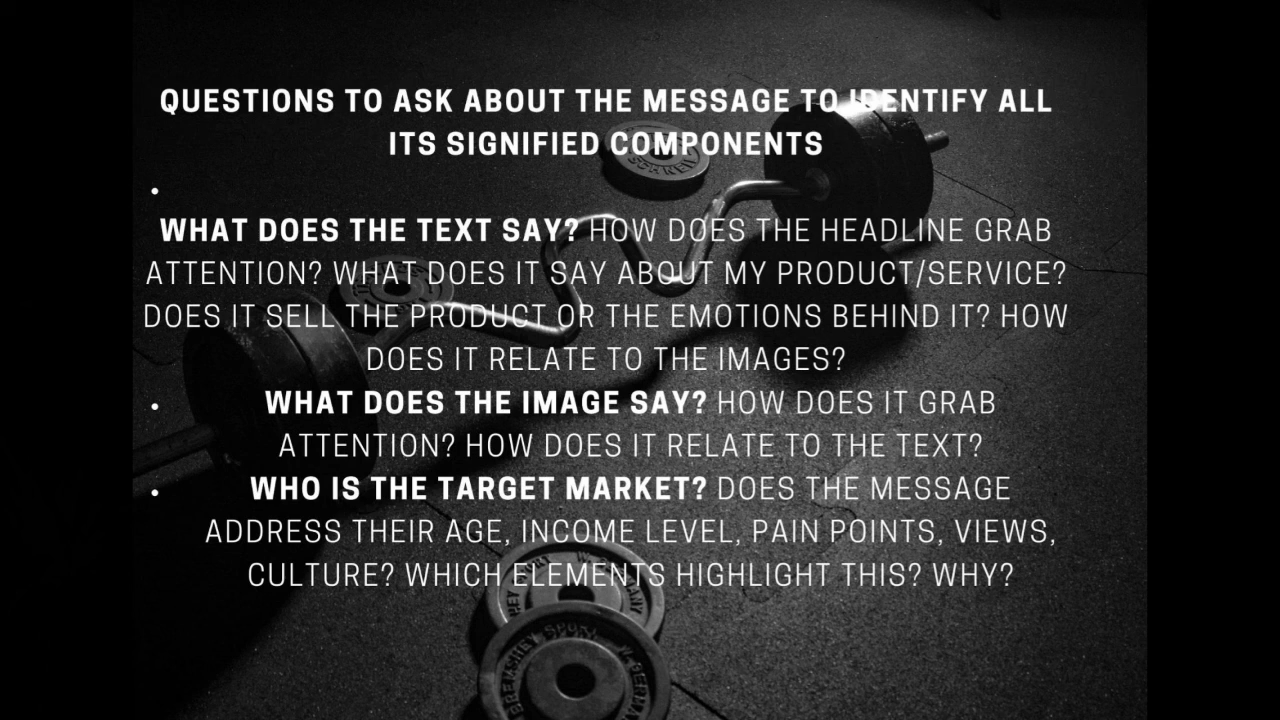 QUESTIONS TO ASK ABOUT THE MESSAGE TO IDENTIFY ALL
ITS SIGNIFIED COMPONENTS
•
WHAT DOES THE TEXT SAY? HOW DOES THE HEADLINE GRAB
ATTENTION? WHAT DOES IT SAY ABOUT MY PRODUCT/SERVICE?
DOES IT SELL THE PRODUCT OR THE EMOTIONS BEHIND IT? HOW
DOES IT RELATE TO THE IMAGES?
• WHAT DOES THE IMAGE SAY? HOW DOES IT GRAB
ATTENTION? HOW DOES IT RELATE TO THE TEXT?
• WHO IS THE TARGET MARKET? DOES THE MESSAGE
ADDRESS THEIR AGE, INCOME LEVEL, PAIN POINTS, VIEWS,
CULTURE? WHICH ELEMENTS HIGHLIGHT THIS? WHY?